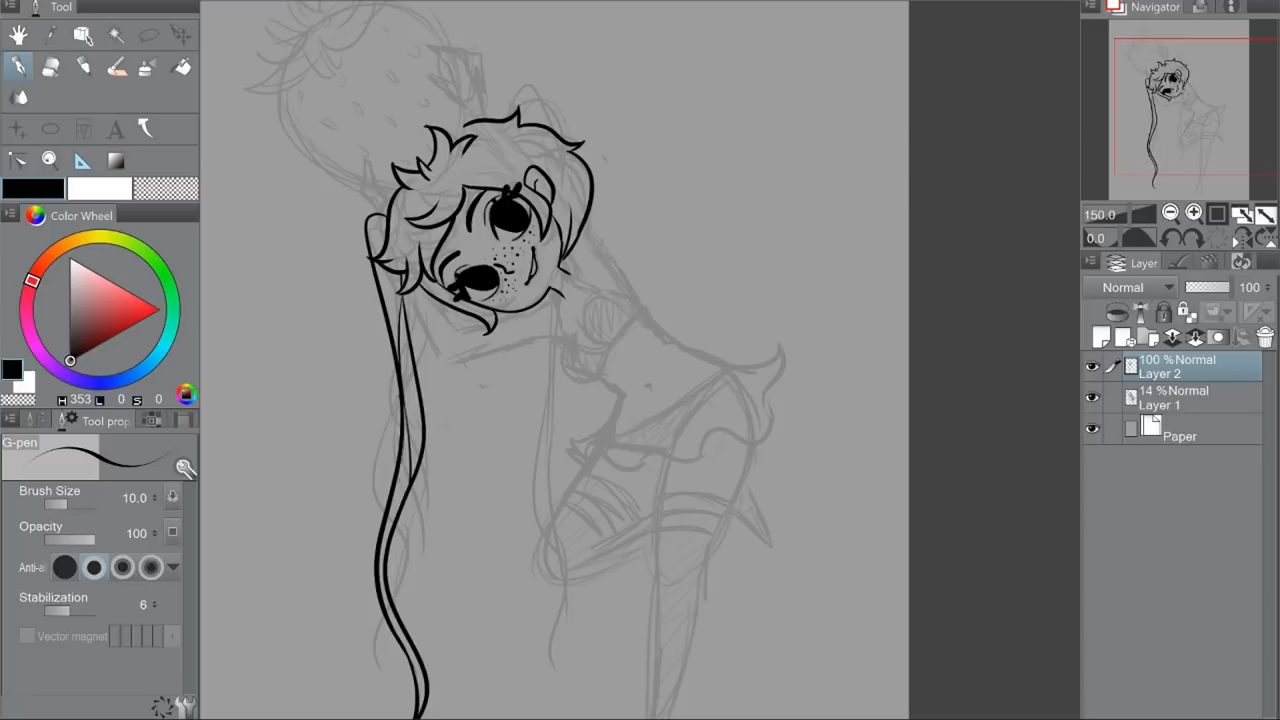 Tool
Color Wheel
H 353 L 0 S 0
Tool prop
G-pen
Brush Size 10.0
Opacity 100
Anti-a
Stabilization 6
Vector magnet
Navigator
150.0
0.0
Layer
Normal 100
100 %Normal
Layer 2
14 %Normal
Layer 1
Paper